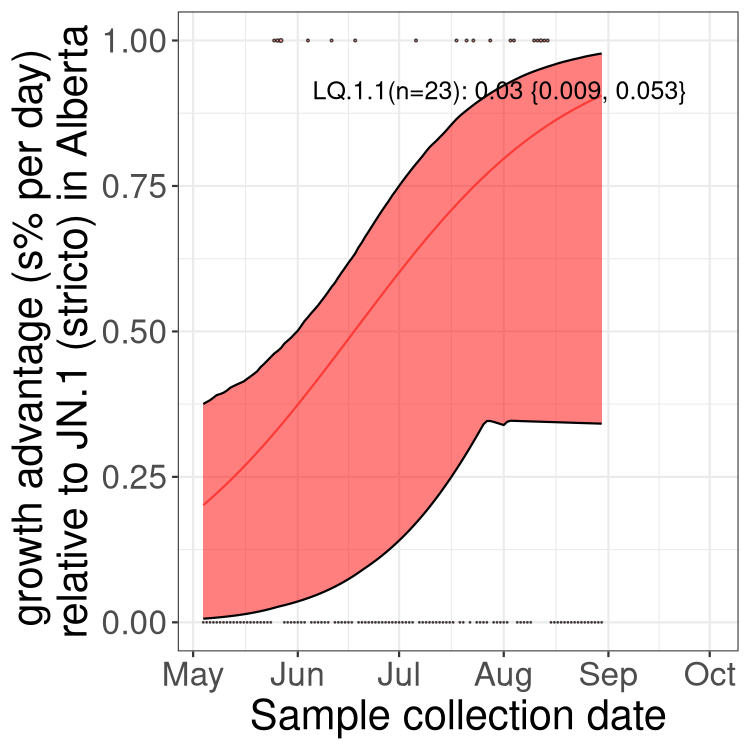 growth advantage (s% per day)
relative to JN.1 (stricto) in Alberta
1.00
0.75
0.50
0.25
0.00
LQ.1.1(n=23): 0.03 {0.009, 0.053}
May Jun Jul Aug Sep Oct
Sample collection date